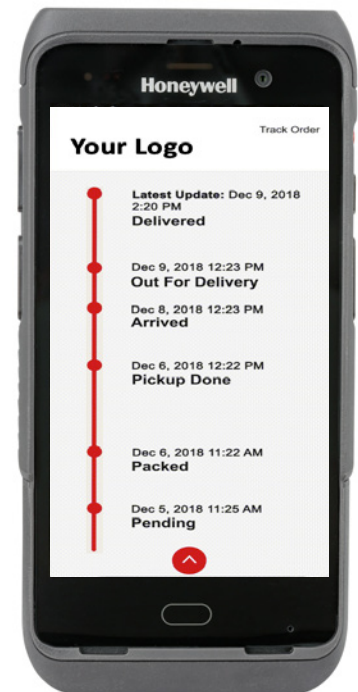 Honeywell
Track Order
Your Logo
Latest Update: Dec 9, 2018
2:20 PM
Delivered
Dec 9, 2018 12:23 PM
Out For Delivery
Dec 8, 2018 12:23 PM
Arrived
Dec 6, 2018 12:22 PM
Pickup Done
Dec 6, 2018 11:22 AM
Packed
Dec 5, 2018 11:25 AM
Pending